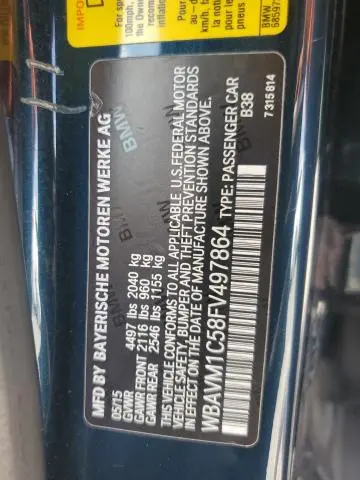 MFD BY BAYERISCHE MOTOREN WERKE AG
05/15
GVWR 4497 lbs 2040 kg
GAWR FRONT 2116 lbs 960 kg
GAWR REAR 2546 lbs 1155 kg
THIS VEHICLE CONFORMS TO ALL APPLICABLE U.S. FEDERAL MOTOR
VEHICLE SAFETY, BUMPER AND THEFT PREVENTION STANDARDS
IN EFFECT ON THE DATE OF MANUFACTURE SHOWN ABOVE.
WBAVM1C58FV497864 TYPE: PASSENGER CAR
B38
7 315 814
BMW
BMW